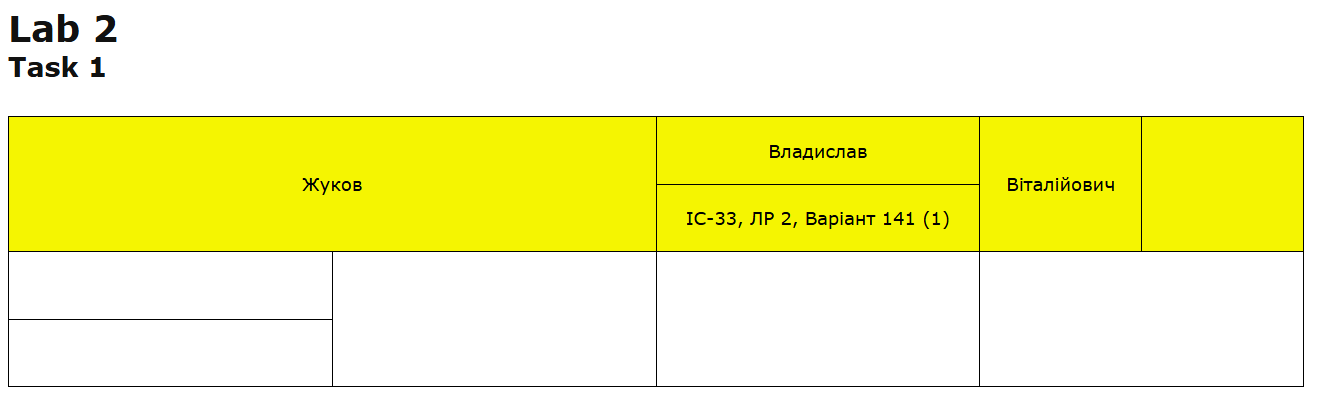 Lab 2
Task 1
Жуков
Владислав
ІС-33, ЛР 2, Варіант 141 (1)
Віталійович